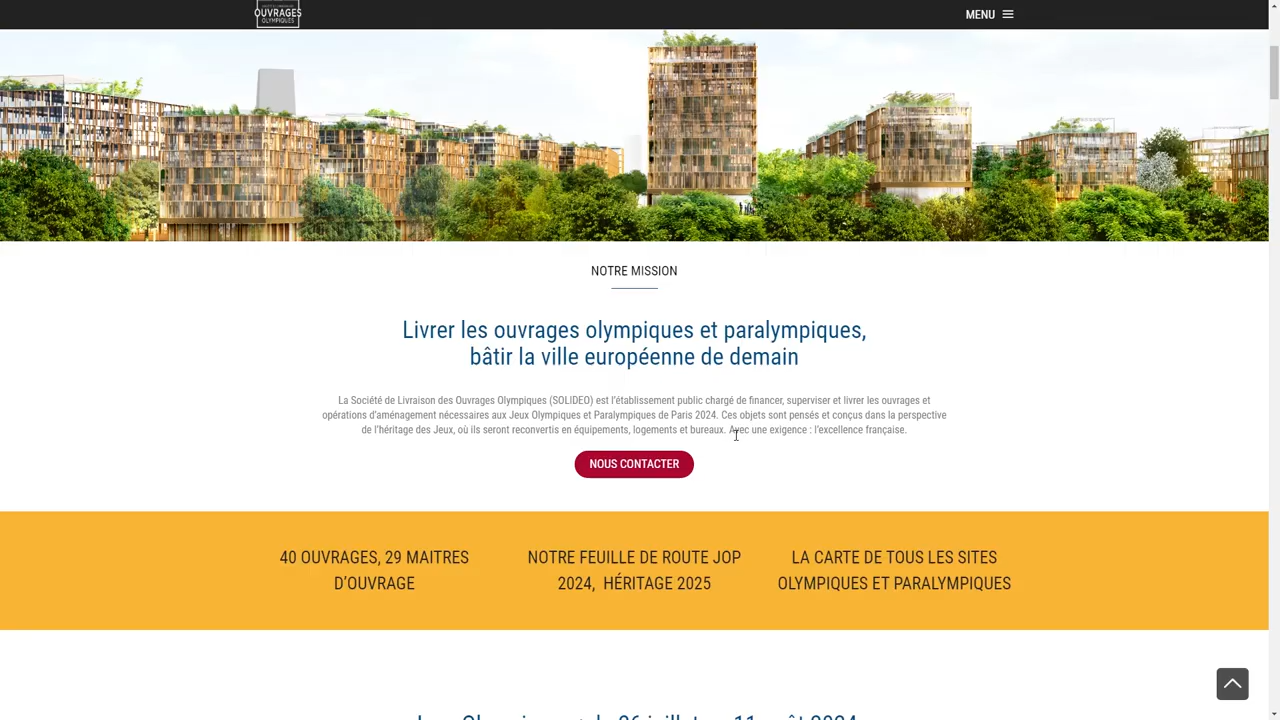 OUVRAGES
OLYMPIQUES
MENU
NOTRE MISSION
Livrer les ouvrages olympiques et paralympiques,
bâtir la ville européenne de demain
La Société de Livraison des Ouvrages Olympiques (SOLIDEO) est l'établissement public chargé de financer, superviser et livrer les ouvrages et
opérations d'aménagement nécessaires aux Jeux Olympiques et Paralympiques de Paris 2024. Ces objets sont pensés et conçus dans la perspective
de l'héritage des Jeux, où ils seront reconvertis en équipements, logements et bureaux. Avec une exigence : l'excellence française.
NOUS CONTACTER
40 OUVRAGES, 29 MAITRES
D'OUVRAGE
NOTRE FEUILLE DE ROUTE JOP
2024, HÉRITAGE 2025
LA CARTE DE TOUS LES SITES
OLYMPIQUES ET PARALYMPIQUES